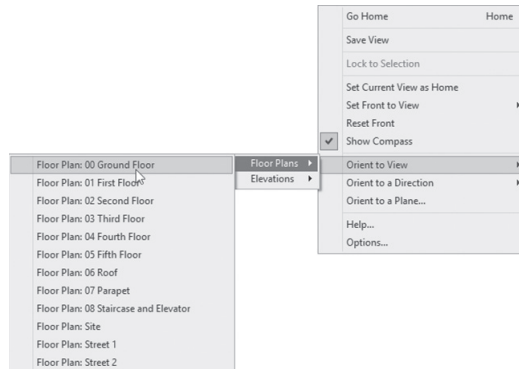 Go Home Home
Save View
Lock to Selection
Set Current View as Home
Set Front to View
Reset Front
Show Compass
Orient to View
Orient to a Direction
Orient to a Plane...
Help...
Options...
Floor Plans
Elevations
Floor Plan: 00 Ground Floor
Floor Plan: 01 First Floor
Floor Plan: 02 Second Floor
Floor Plan: 03 Third Floor
Floor Plan: 04 Fourth Floor
Floor Plan: 05 Fifth Floor
Floor Plan: 06 Roof
Floor Plan: 07 Parapet
Floor Plan: 08 Staircase and Elevator
Floor Plan: Site
Floor Plan: Street 1
Floor Plan: Street 2